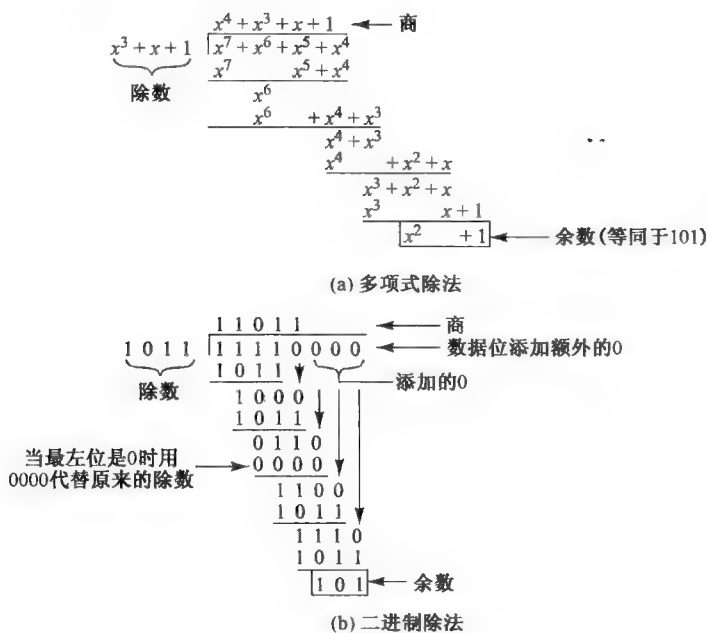 x⁴ + x³ + x + 1 商
x³ + x + 1 x⁷ + x⁶ + x⁵ + x⁴
除数 x⁷ x⁵ + x⁴
x⁶
x⁶ + x⁴ + x³
x⁴ + x³
x⁴ + x² + x
x³ + x² + x
x³ x + 1
x² + 1 余数(等同于101)
(a) 多项式除法
1 1 0 1 1 商
1 0 1 1 1 1 1 1 0 0 0 0 数据位添加额外的0
除数 1 0 1 1 添加的0
1 0 0 0
1 0 1 1
0 1 1 0
当最左位是0时用
0000代替原来的除数 0 0 0 0
1 1 0 0
1 0 1 1
1 1 1 0
1 0 1 1
1 0 1 余数
(b) 二进制除法